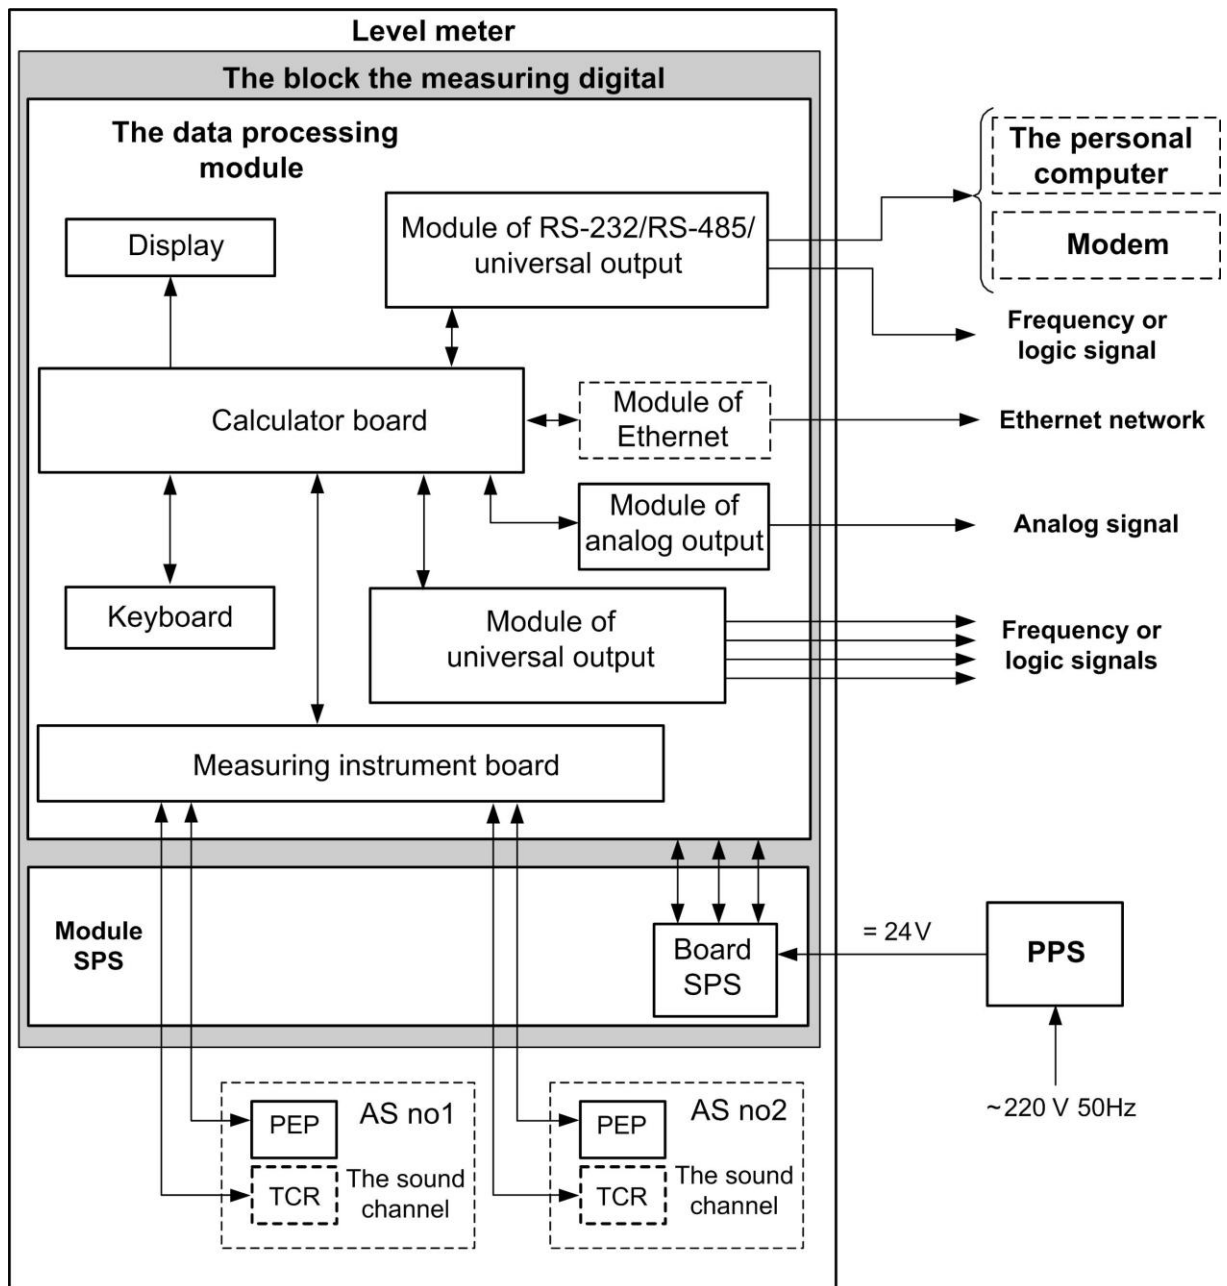 Level meter
The block the measuring digital
The data processing
module
Display
Module of RS-232/RS-485/
universal output
The personal
computer
Modem
Frequency or
logic signal
Calculator board
Module of
Ethernet
Ethernet network
Module of
analog output
Analog signal
Keyboard
Module of
universal output
Frequency or
logic signals
Measuring instrument board
Module
SPS
Board
SPS
= 24V
PPS
~220 V 50Hz
PEP
AS no1
TCR
The sound
channel
PEP
AS no2
TCR
The sound
channel